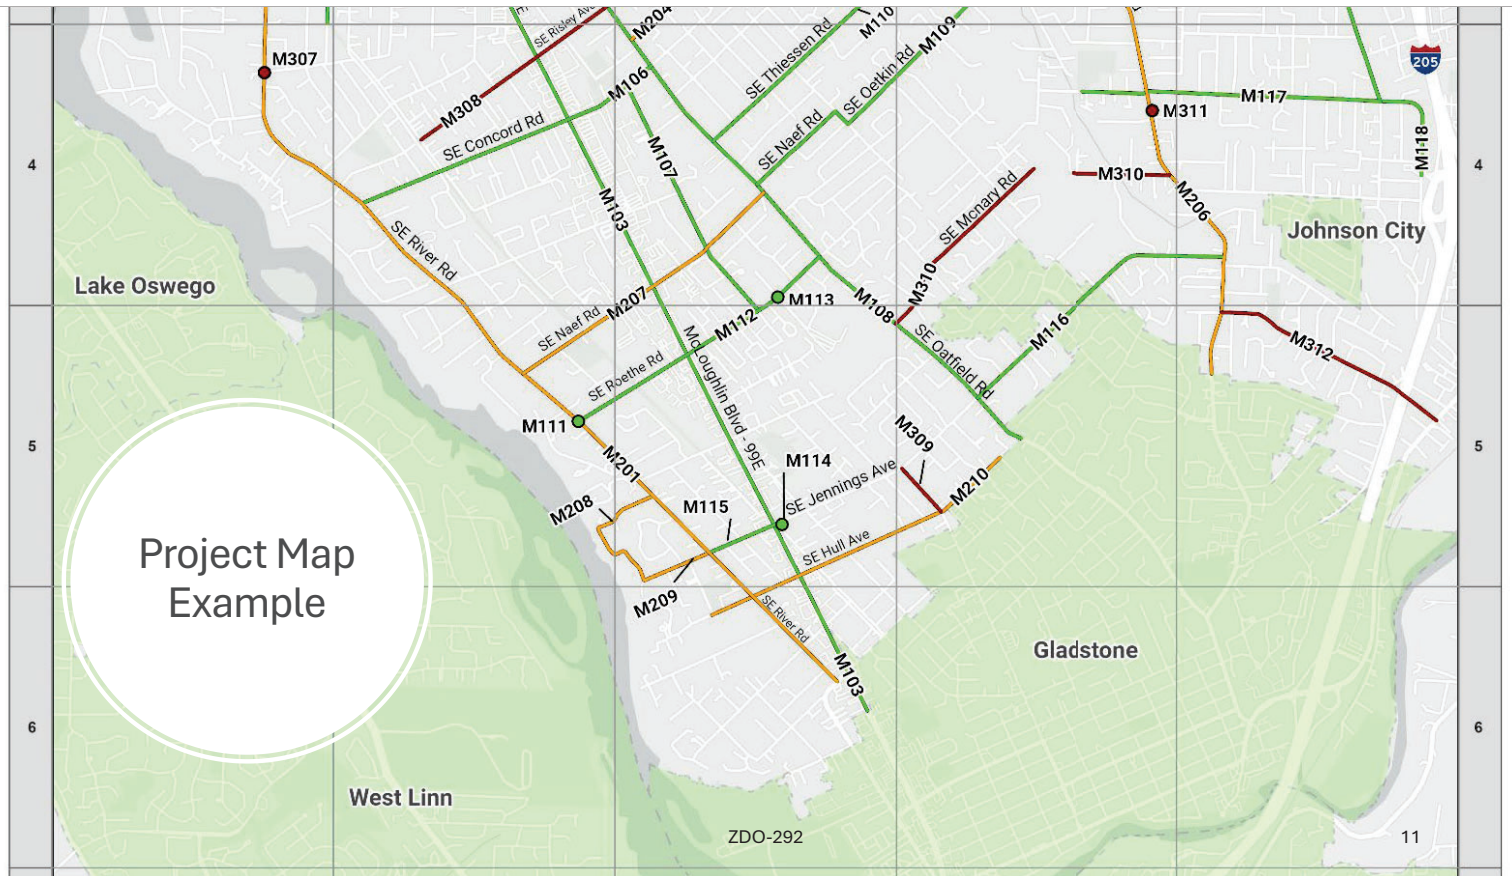 M307
SE Risley Ave
M204
M110
M109
SE Thiessen Rd
SE Oetkin Rd
205
M308
M106
M117
M311
SE Concord Rd
SE Naef Rd
M118
4
M107
M310
4
M103
SE Mcnary Rd
M206
Johnson City
SE River Rd
Lake Oswego
M310
M113
M207
M108
SE Naef Rd
M112
M116
M312
SE Roethe Rd
McLoughlin Blvd - 99E
SE Oatfield Rd
M111
M309
5
5
M201
M114
SE Jennings Ave
M210
M208
M115
SE Hull Ave
Project Map
Example
M209
SE River Rd
Gladstone
M103
6
6
West Linn
ZDO-292
11